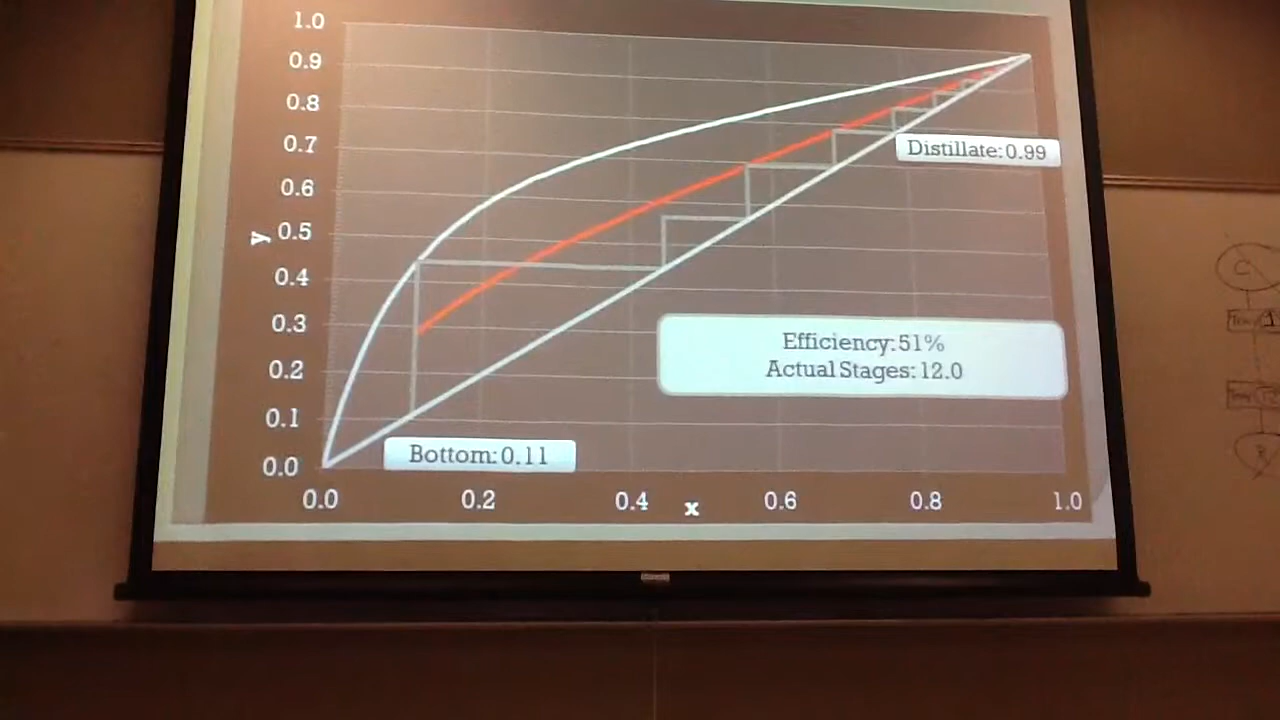 1.0
0.9
0.8
0.7
0.6
y 0.5
0.4
0.3
0.2
0.1
0.0
Distillate: 0.99
Efficiency: 51%
Actual Stages: 12.0
Bottom: 0.11
0.0 0.2 0.4 x 0.6 0.8 1.0
C